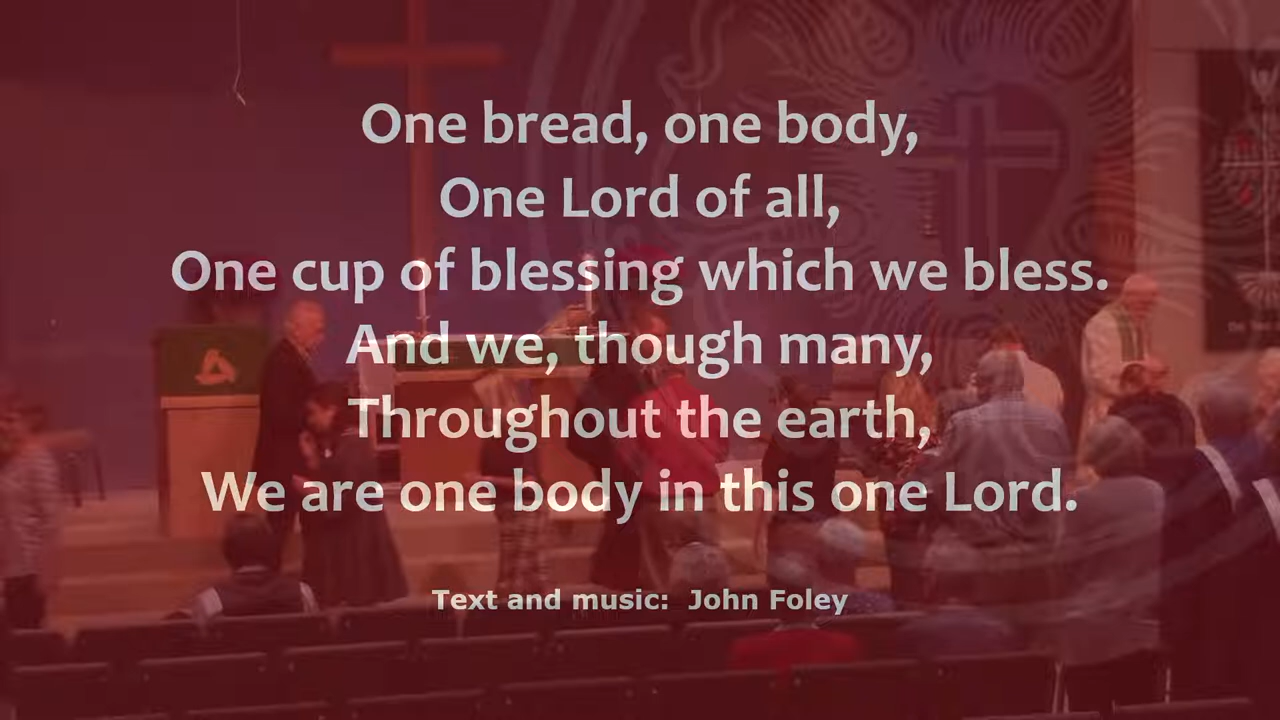 One bread, one body,
One Lord of all,
One cup of blessing which we bless.
And we, though many,
Throughout the earth,
We are one body in this one Lord.
Text and music:  John Foley